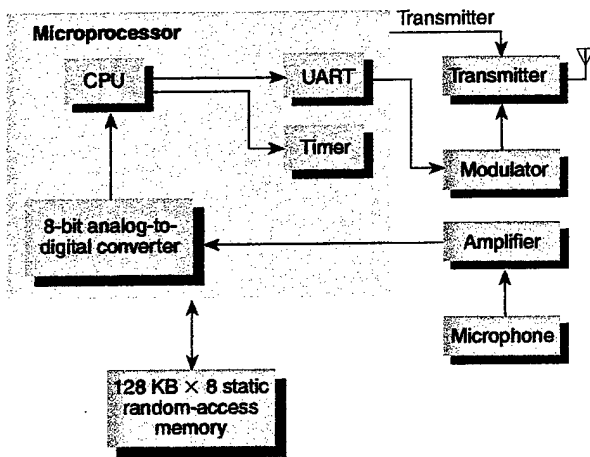 Transmitter
Microprocessor
CPU
UART
Transmitter
Timer
Modulator
8-bit analog-to-
digital converter
Amplifier
Microphone
128 KB × 8 static
random-access
memory